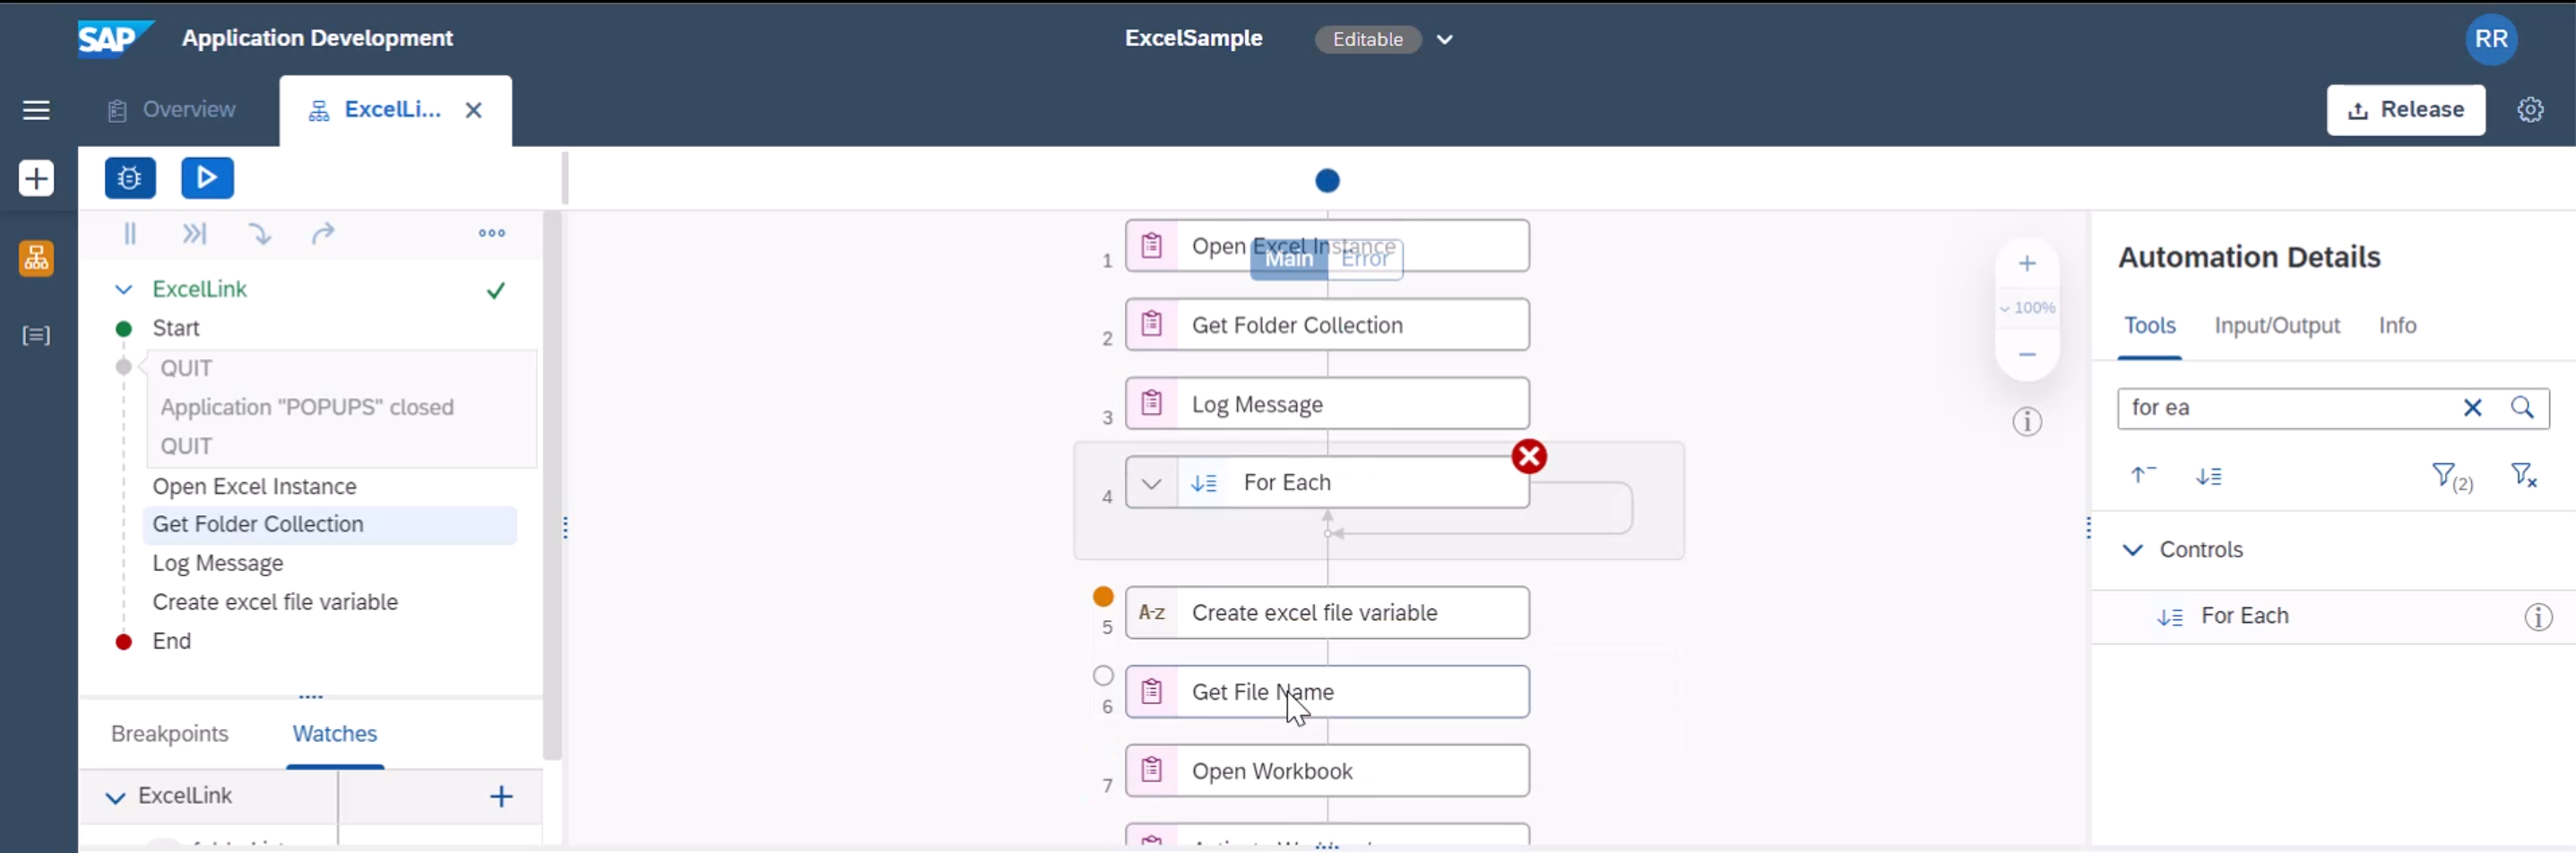 SAP Application Development ExcelSample Editable RR
Overview ExcelLi... Release
1 Open Excel Instance
Main Error
2 Get Folder Collection
3 Log Message
4 For Each
5 A-z Create excel file variable
6 Get File Name
7 Open Workbook
ExcelLink
Start
QUIT
Application "POPUPS" closed
QUIT
Open Excel Instance
Get Folder Collection
Log Message
Create excel file variable
End
Breakpoints Watches
ExcelLink
100%
Automation Details
Tools Input/Output Info
for ea
(2)
Controls
For Each